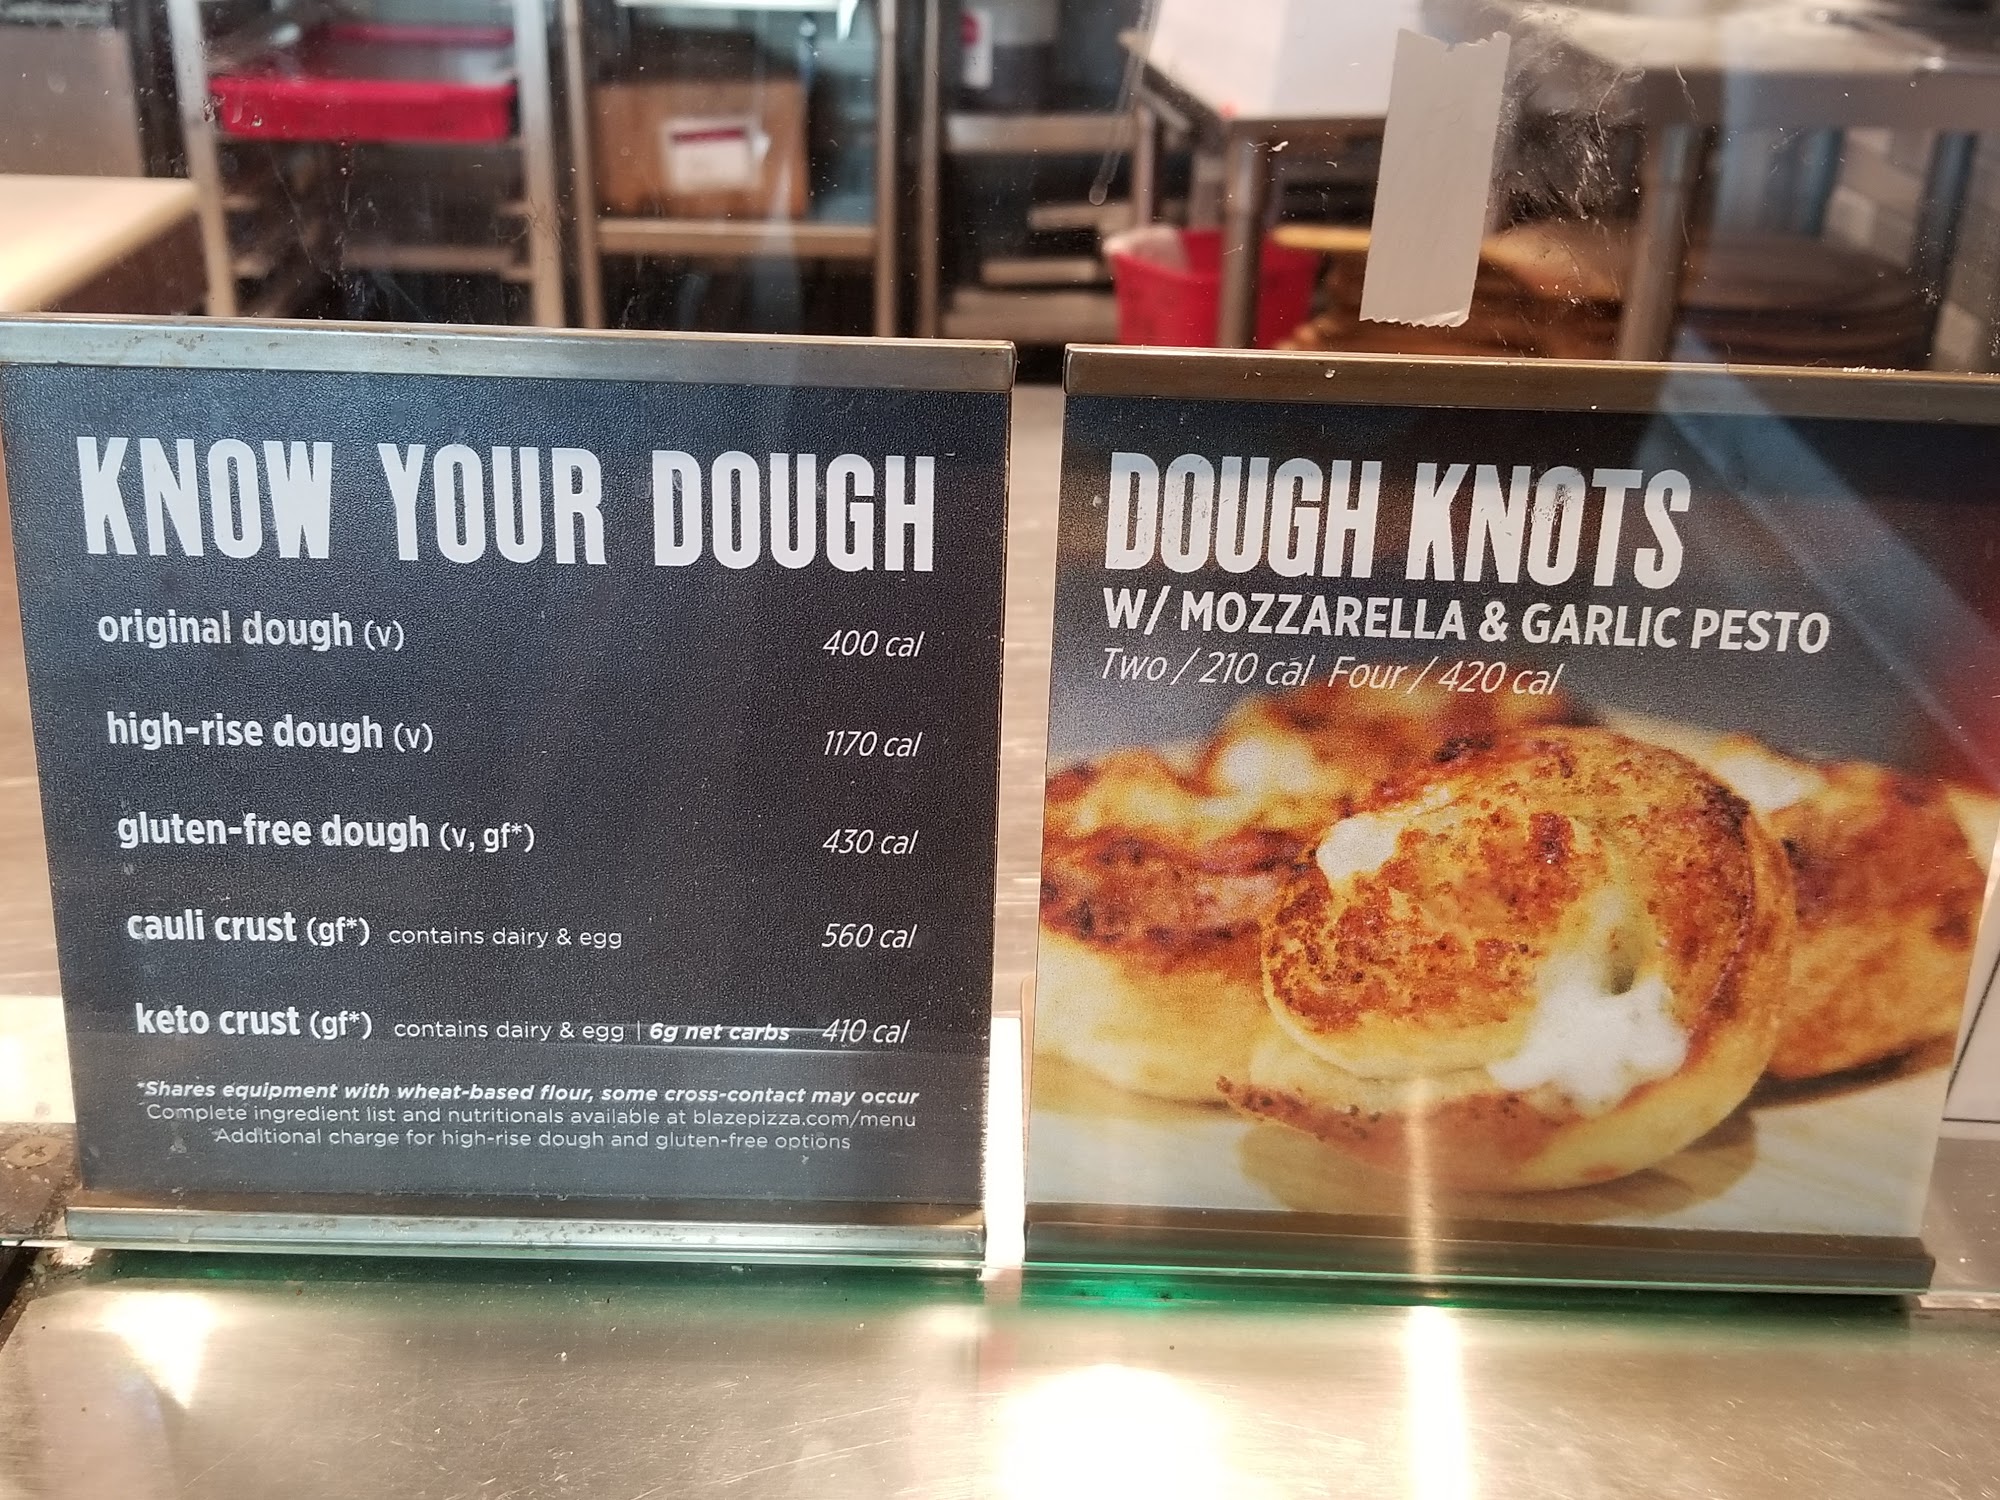 KNOW YOUR DOUGH
original dough (v) 400 cal
high-rise dough (v) 1170 cal
gluten-free dough (v, gf*) 430 cal
cauli crust (gf*) contains dairy & egg 560 cal
keto crust (gf*) contains dairy & egg | 6g net carbs 410 cal
*Shares equipment with wheat-based flour, some cross-contact may occur
Complete ingredient list and nutritionals available at blazepizza.com/menu
Additional charge for high-rise dough and gluten-free options
DOUGH KNOTS
W/ MOZZARELLA & GARLIC PESTO
Two / 210 cal Four / 420 cal